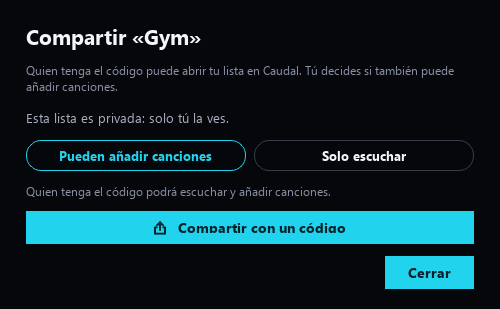 Compartir «Gym»
Quien tenga el código puede abrir tu lista en Caudal. Tú decides si también puede
añadir canciones.
Esta lista es privada: solo tú la ves.
Pueden añadir canciones
Solo escuchar
Quien tenga el código podrá escuchar y añadir canciones.
Compartir con un código
Cerrar